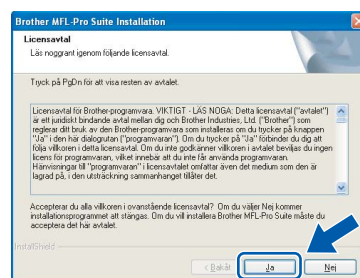 Brother MFL-Pro Suite Installation
Licensavtal
Läs noggrant igenom följande licensavtal.
Tryck på PgDn för att visa resten av avtalet.
Licensavtal för Brother-programvara. VIKTIGT - LÄS NOGA: Detta licensavtal ("avtalet")
är ett juridiskt bindande avtal mellan dig och Brother Industries, Ltd. ("Brother") som
reglerar ditt bruk av den Brother-programvara som installeras om du trycker på knappen
"Ja" i den här dialogrutan ("programvaran"). Om du trycker på "Ja" förbinder du dig att
följa villkoren i detta licensavtal. Om du inte godkänner villkoren i avtalet beviljas du ingen
licens för programvaran, vilket innebär att du inte får använda programvaran.
Hänvisningar till "programvaran" i licensavtalet omfattar även det medium som den är
lagrad på, i den utsträckning sammanhanget tillåter det.
Accepterar du alla villkoren i ovanstående licensavtal? Om du väljer Nej kommer
installationsprogrammet att stängas. Om du vill installera Brother MFL-Pro Suite måste du
acceptera det här avtalet.
InstallShield
< Bakåt Ja Nej